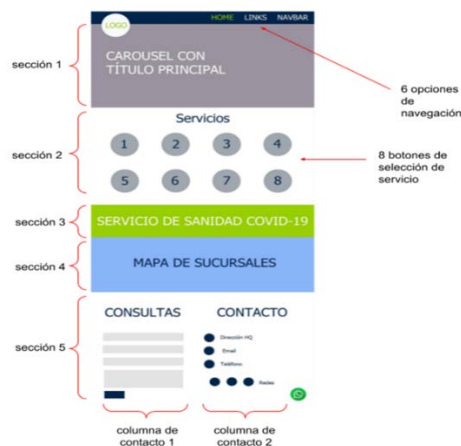 LOGO
HOME LINKS NAVBAR
sección 1
CAROUSEL CON
TÍTULO PRINCIPAL
6 opciones
de
navegación
Servicios
sección 2
1 2 3 4
5 6 7 8
8 botones de
selección de
servicio
sección 3
SERVICIO DE SANIDAD COVID-19
sección 4
MAPA DE SUCURSALES
sección 5
CONSULTAS
CONTACTO
Dirección HQ
Email
Teléfono
Redes
columna de
contacto 1
columna de
contacto 2